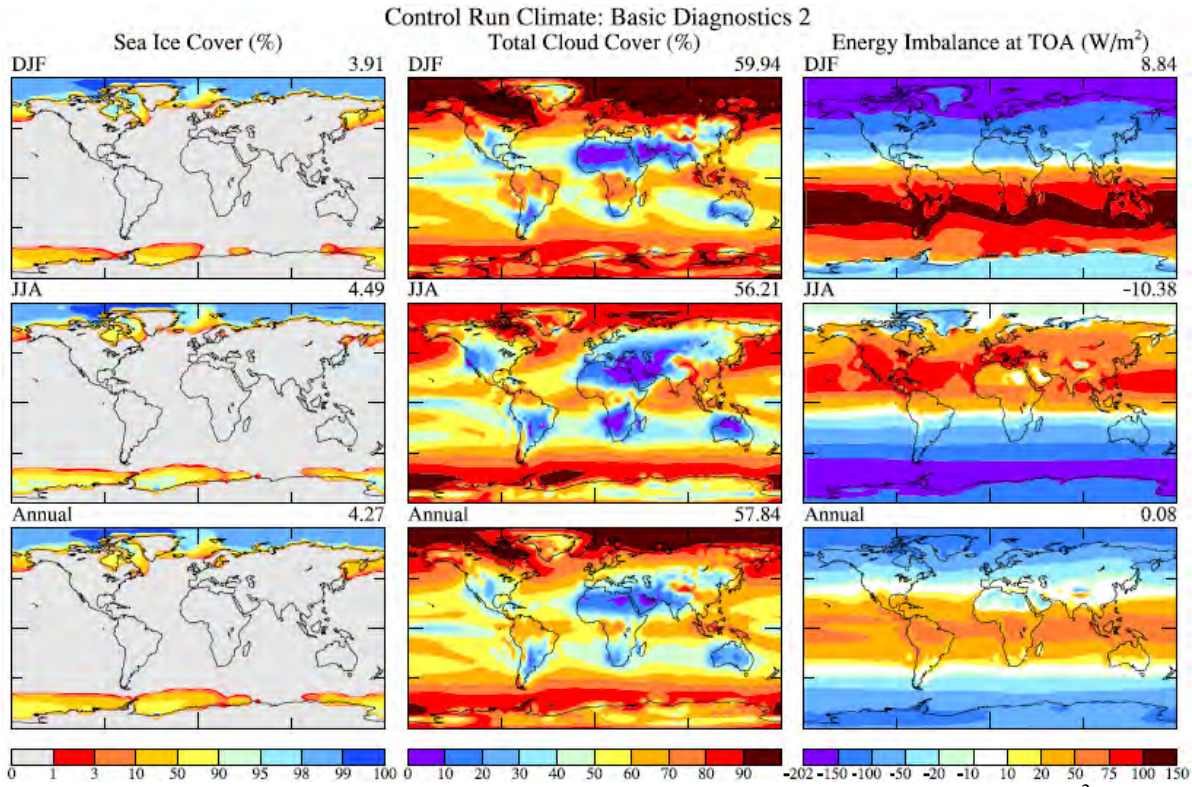 Control Run Climate: Basic Diagnostics 2
Sea Ice Cover (%) Total Cloud Cover (%) Energy Imbalance at TOA (W/m²)
DJF 3.91 DJF 59.94 DJF 8.84
JJA 4.49 JJA 56.21 JJA -10.38
Annual 4.27 Annual 57.84 Annual 0.08
0 1 3 10 50 90 95 98 99 100 0 10 20 30 40 50 60 70 80 90 -202 -150 -100 -50 -20 -10 10 20 50 75 100 150
2